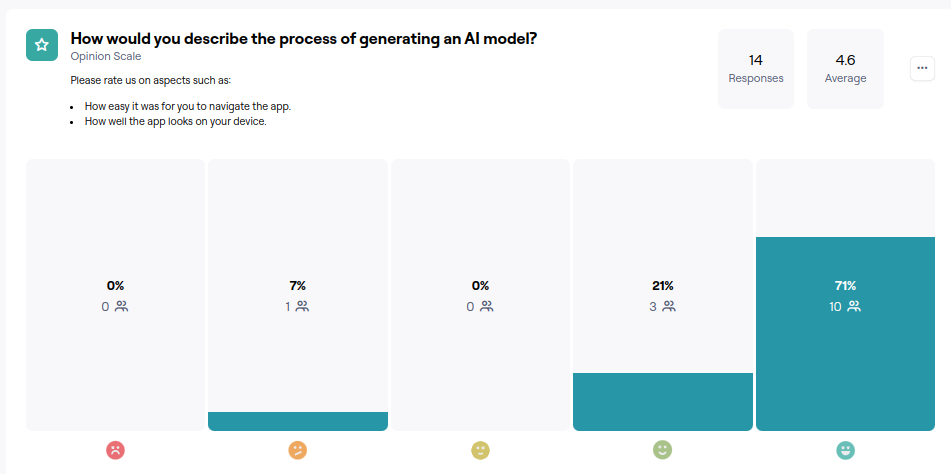 How would you describe the process of generating an AI model?
Opinion Scale
Please rate us on aspects such as:
• How easy it was for you to navigate the app.
• How well the app looks on your device.
14
Responses
4.6
Average
0%
0
7%
1
0%
0
21%
3
71%
10